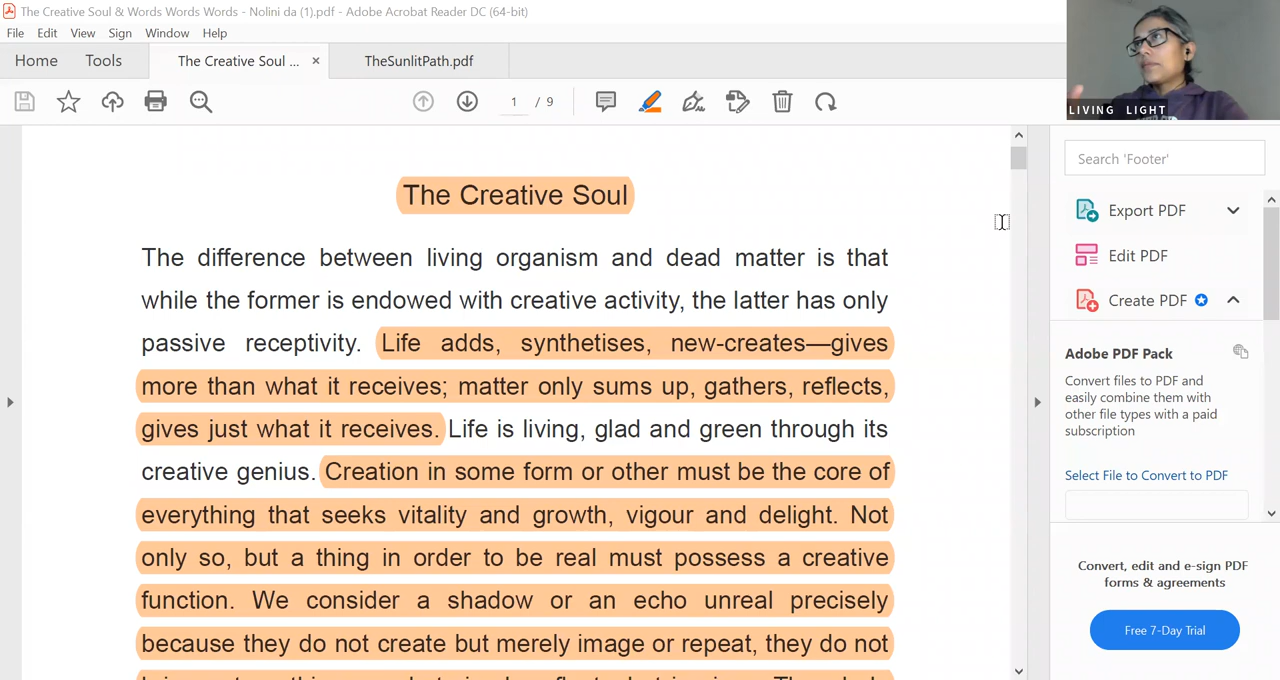 The Creative Soul & Words Words Words - Nolini da (1).pdf - Adobe Acrobat Reader DC (64-bit)
File Edit View Sign Window Help
Home Tools The Creative Soul ... × TheSunlitPath.pdf
1 / 9
LIVING LIGHT
The Creative Soul
The difference between living organism and dead matter is that
while the former is endowed with creative activity, the latter has only
passive receptivity. Life adds, synthetises, new-creates—gives
more than what it receives; matter only sums up, gathers, reflects,
gives just what it receives. Life is living, glad and green through its
creative genius. Creation in some form or other must be the core of
everything that seeks vitality and growth, vigour and delight. Not
only so, but a thing in order to be real must possess a creative
function. We consider a shadow or an echo unreal precisely
because they do not create but merely image or repeat, they do not
Search 'Footer'
Export PDF
Edit PDF
Create PDF
Adobe PDF Pack
Convert files to PDF and
easily combine them with
other file types with a paid
subscription
Select File to Convert to PDF
Convert, edit and e-sign PDF
forms & agreements
Free 7-Day Trial